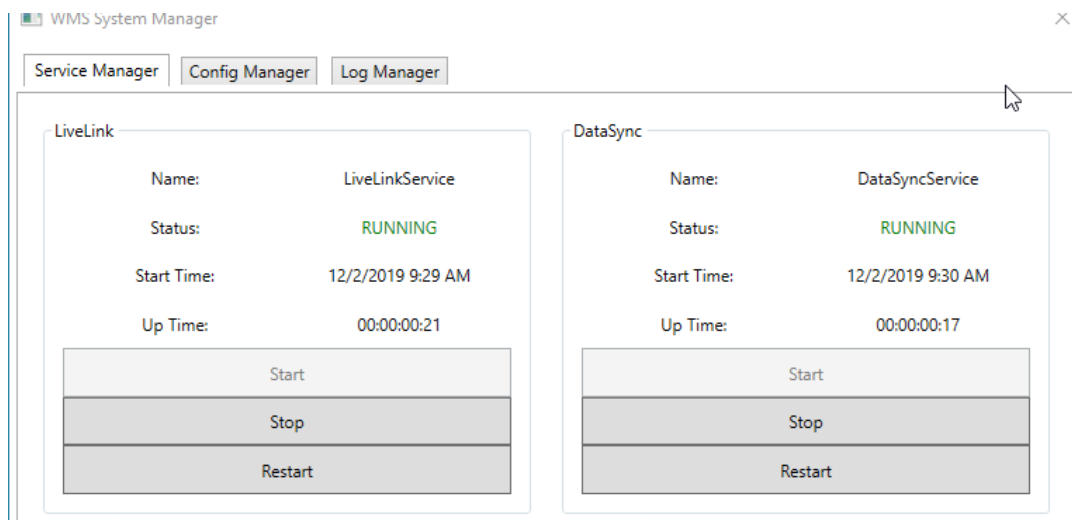 WMS System Manager
Service Manager Config Manager Log Manager
LiveLink
Name: LiveLinkService
Status: RUNNING
Start Time: 12/2/2019 9:29 AM
Up Time: 00:00:00:21
Start
Stop
Restart
DataSync
Name: DataSyncService
Status: RUNNING
Start Time: 12/2/2019 9:30 AM
Up Time: 00:00:00:17
Start
Stop
Restart